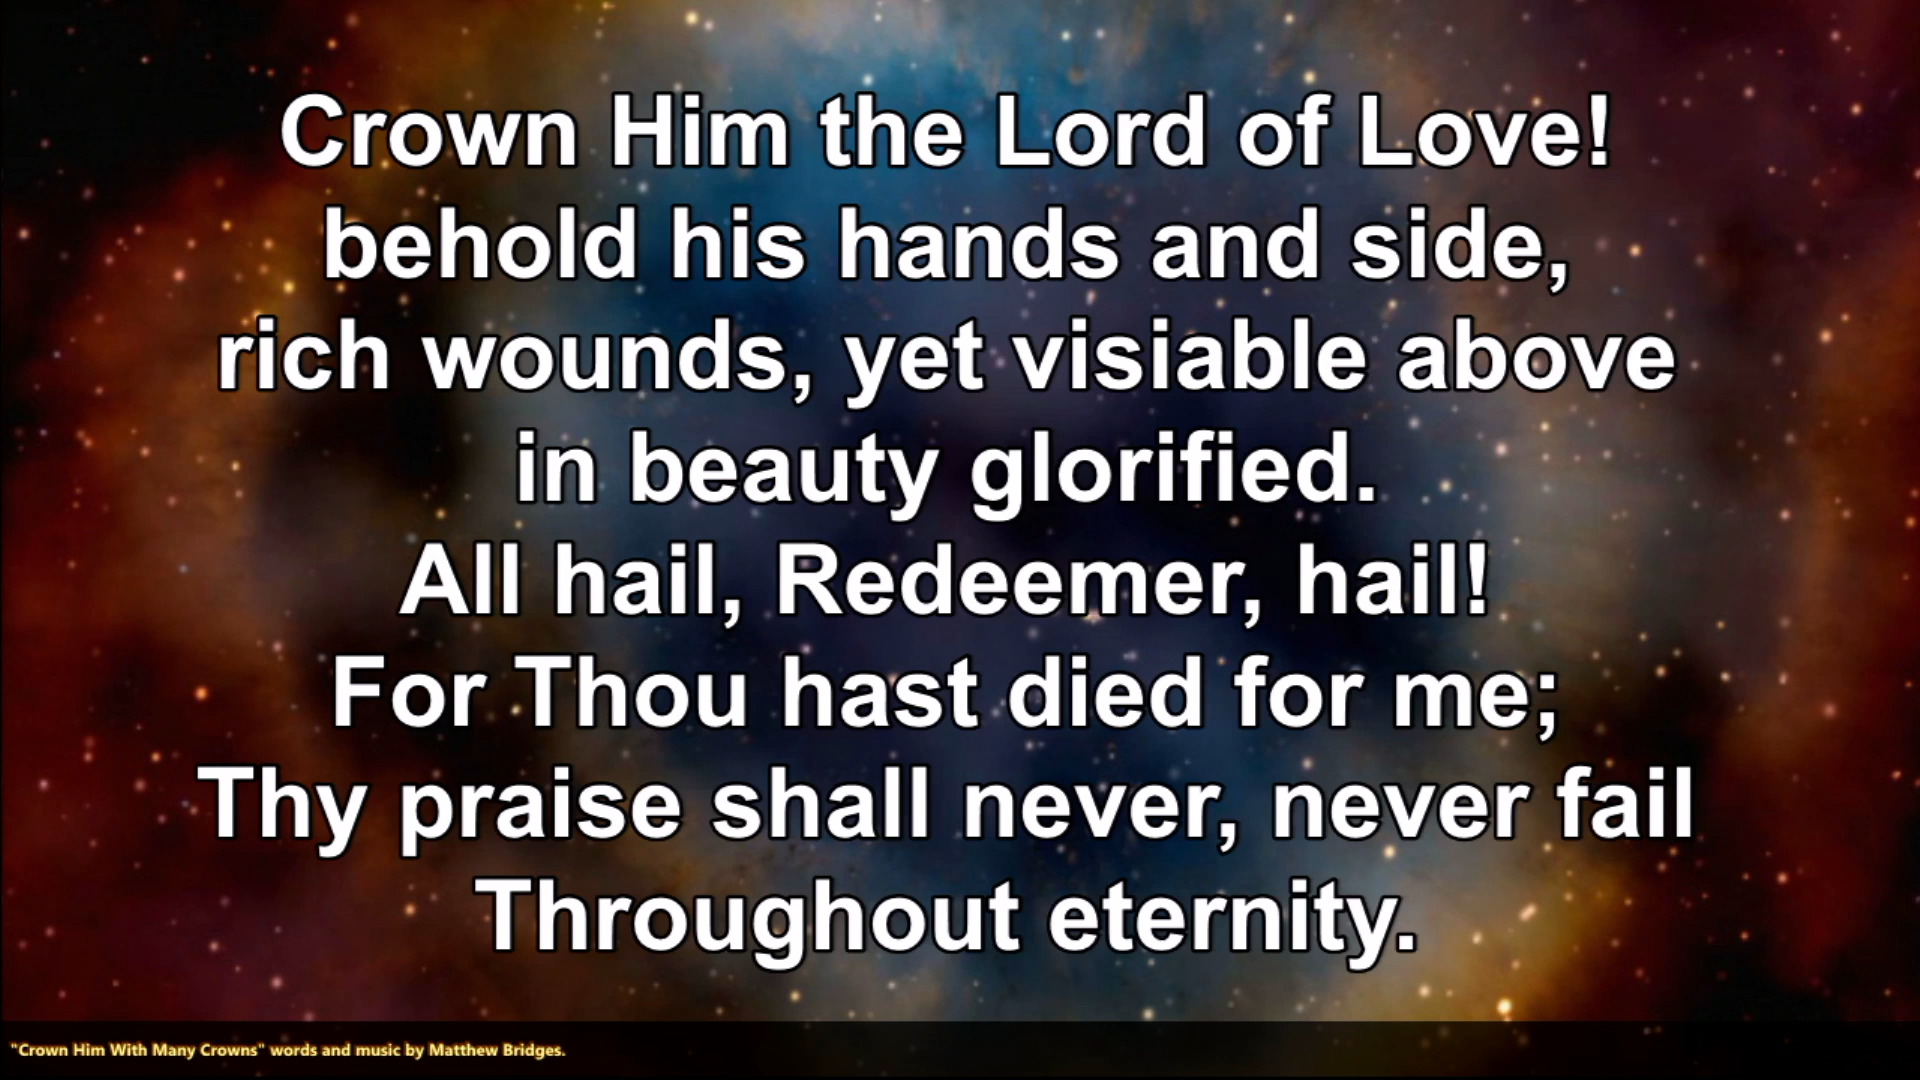 Crown Him the Lord of Love!
behold his hands and side,
rich wounds, yet visiable above
in beauty glorified.
All hail, Redeemer, hail!
For Thou hast died for me;
Thy praise shall never, never fail
Throughout eternity.
"Crown Him With Many Crowns" words and music by Matthew Bridges.